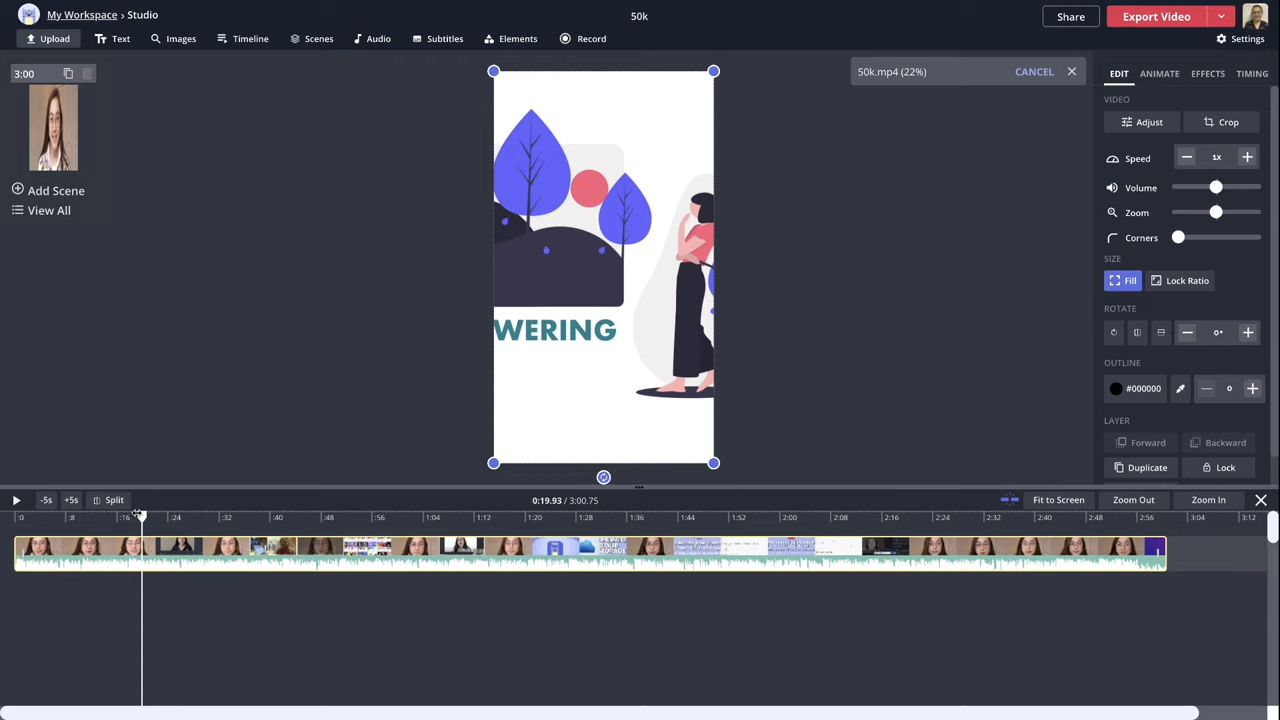 My Workspace › Studio
50k
Share
Export Video
Upload
Text
Images
Timeline
Scenes
Audio
Subtitles
Elements
Record
Settings
3:00
50k.mp4 (22%)
CANCEL
EDIT ANIMATE EFFECTS TIMING
VIDEO
Adjust
Crop
Speed
1x
Volume
Zoom
Corners
SIZE
Fill
Lock Ratio
ROTATE
0°
OUTLINE
#000000
0
LAYER
Forward
Backward
Duplicate
Lock
Add Scene
View All
WERING
-5s
+5s
Split
0:19.93 / 3:00.75
Fit to Screen
Zoom Out
Zoom In
:0 :8 :16 :24 :32 :40 :48 :56 1:04 1:12 1:20 1:28 1:36 1:44 1:52 2:00 2:08 2:16 2:24 2:32 2:40 2:48 2:56 3:04 3:12